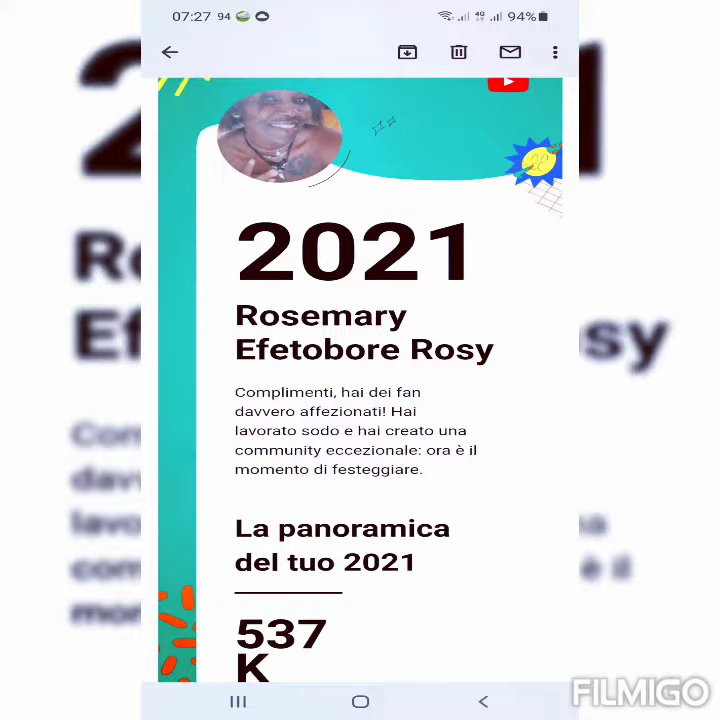 07:27 94 4G 94%
2021
Rosemary
Efetobore Rosy
Complimenti, hai dei fan
davvero affezionati! Hai
lavorato sodo e hai creato una
community eccezionale: ora è il
momento di festeggiare.
La panoramica
del tuo 2021
537
K
FILMIGO